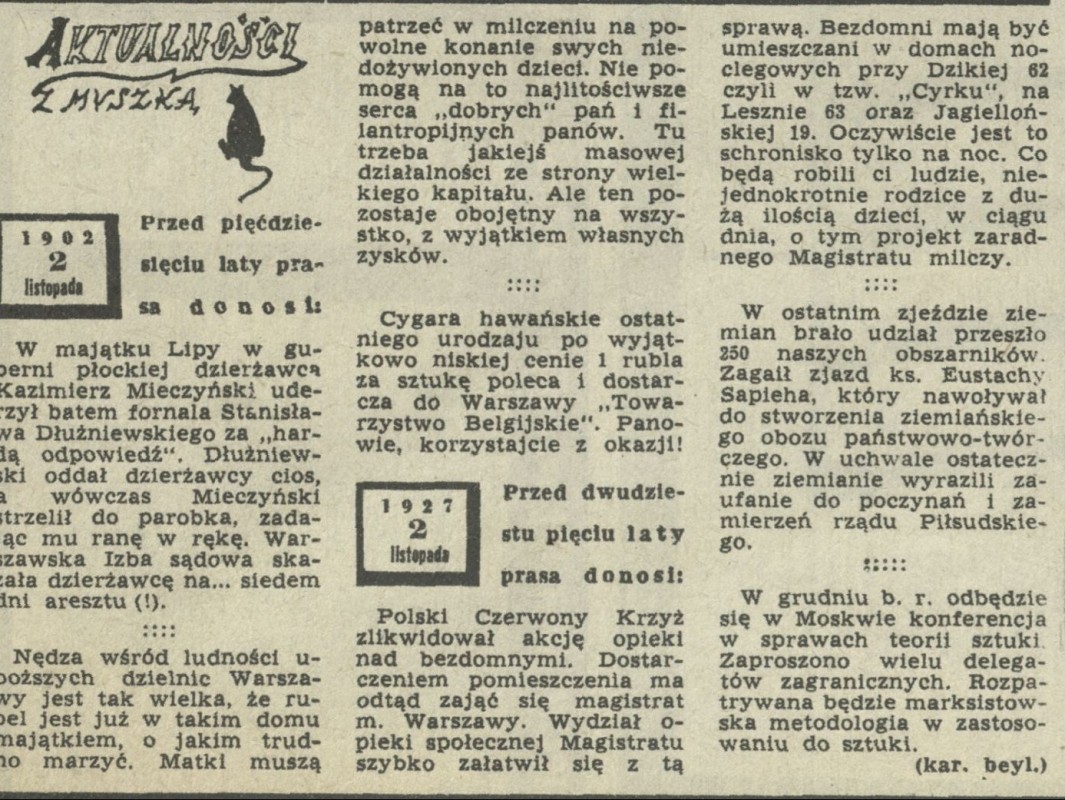 AKTUALNOŚCI
Z MYSZKĄ
1902
2
listopada
Przed pięćdzie-
sięciu laty pra-
sa donosi:
W majątku Lipy w gu-
berni płockiej dzierżawca
Kazimierz Mieczyński ude-
rzył batem fornala Stanisła-
wa Dłużniewskiego za „har-
dą odpowiedź“. Dłużniew-
ski oddał dzierżawcy cios,
a wówczas Mieczyński
strzelił do parobka, zada-
jąc mu ranę w rękę. War-
szawska Izba sądowa ska-
zała dzierżawcę na... siedem
dni aresztu (!).
::::
Nędza wśród ludności u-
boższych dzielnic Warsza-
wy jest tak wielka, że ru-
bel jest już w takim domu
majątkiem, o jakim trud-
no marzyć. Matki muszą
patrzeć w milczeniu na po-
wolne konanie swych nie-
dożywionych dzieci. Nie po-
mogą na to najlitościwsze
serca „dobrych“ pań i fi-
lantropijnych panów. Tu
trzeba jakiejś masowej
działalności ze strony wiel-
kiego kapitału. Ale ten po-
zostaje obojętny na wszy-
stko, z wyjątkiem własnych
zysków.
::::
Cygara hawańskie ostat-
niego urodzaju po wyjąt-
kowo niskiej cenie 1 rubla
za sztukę poleca i dostar-
cza do Warszawy „Towa-
rzystwo Belgijskie“. Pano-
wie, korzystajcie z okazji!
1927
2
listopada
Przed dwudzie-
stu pięciu laty
prasa donosi:
Polski Czerwony Krzyż
zlikwidował akcję opieki
nad bezdomnymi. Dostar-
czeniem pomieszczenia ma
odtąd zająć się magistrat
m. Warszawy. Wydział o-
pieki społecznej Magistratu
szybko załatwił się z tą
sprawą. Bezdomni mają być
umieszczani w domach no-
clegowych przy Dzikiej 62
czyli w tzw. „Cyrku“, na
Lesznie 63 oraz Jagielloń-
skiej 19. Oczywiście jest to
schronisko tylko na noc. Co
będą robili ci ludzie, nie-
jednokrotnie rodzice z du-
żą ilością dzieci, w ciągu
dnia, o tym projekt zarad-
nego Magistratu milczy.
::::
W ostatnim zjeździe zie-
mian brało udział przeszło
250 naszych obszarników.
Zagaił zjazd ks. Eustachy
Sapieha, który nawoływał
do stworzenia ziemiańskie-
go obozu państwowo-twór-
czego. W uchwale ostatecz-
nie ziemianie wyrazili za-
ufanie do poczynań i za-
mierzeń rządu Piłsudskie-
go.
:::::
W grudniu b. r. odbędzie
się w Moskwie konferencja
w sprawach teorii sztuki.
Zaproszono wielu delega-
tów zagranicznych. Rozpa-
trywana będzie marksistow-
ska metodologia w zastoso-
waniu do sztuki.
(kar. beyl.)